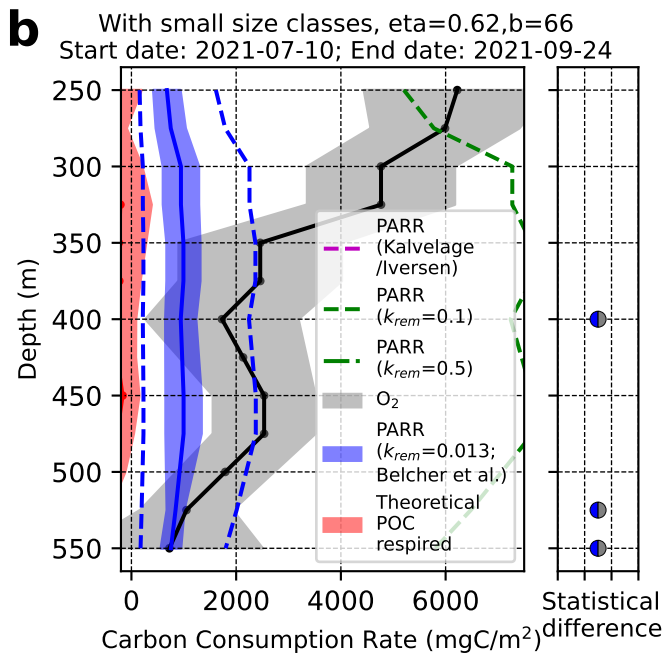 b
With small size classes, eta=0.62,b=66
Start date: 2021-07-10; End date: 2021-09-24
250
300
350
400
450
500
550
Depth (m)
PARR
(Kalvelage
/Iversen)
PARR
(k_rem=0.1)
PARR
(k_rem=0.5)
O₂
PARR
(k_rem=0.013;
Belcher et al.)
Theoretical
POC
respired
0 2000 4000 6000
Carbon Consumption Rate (mgC/m²)
Statistical
difference